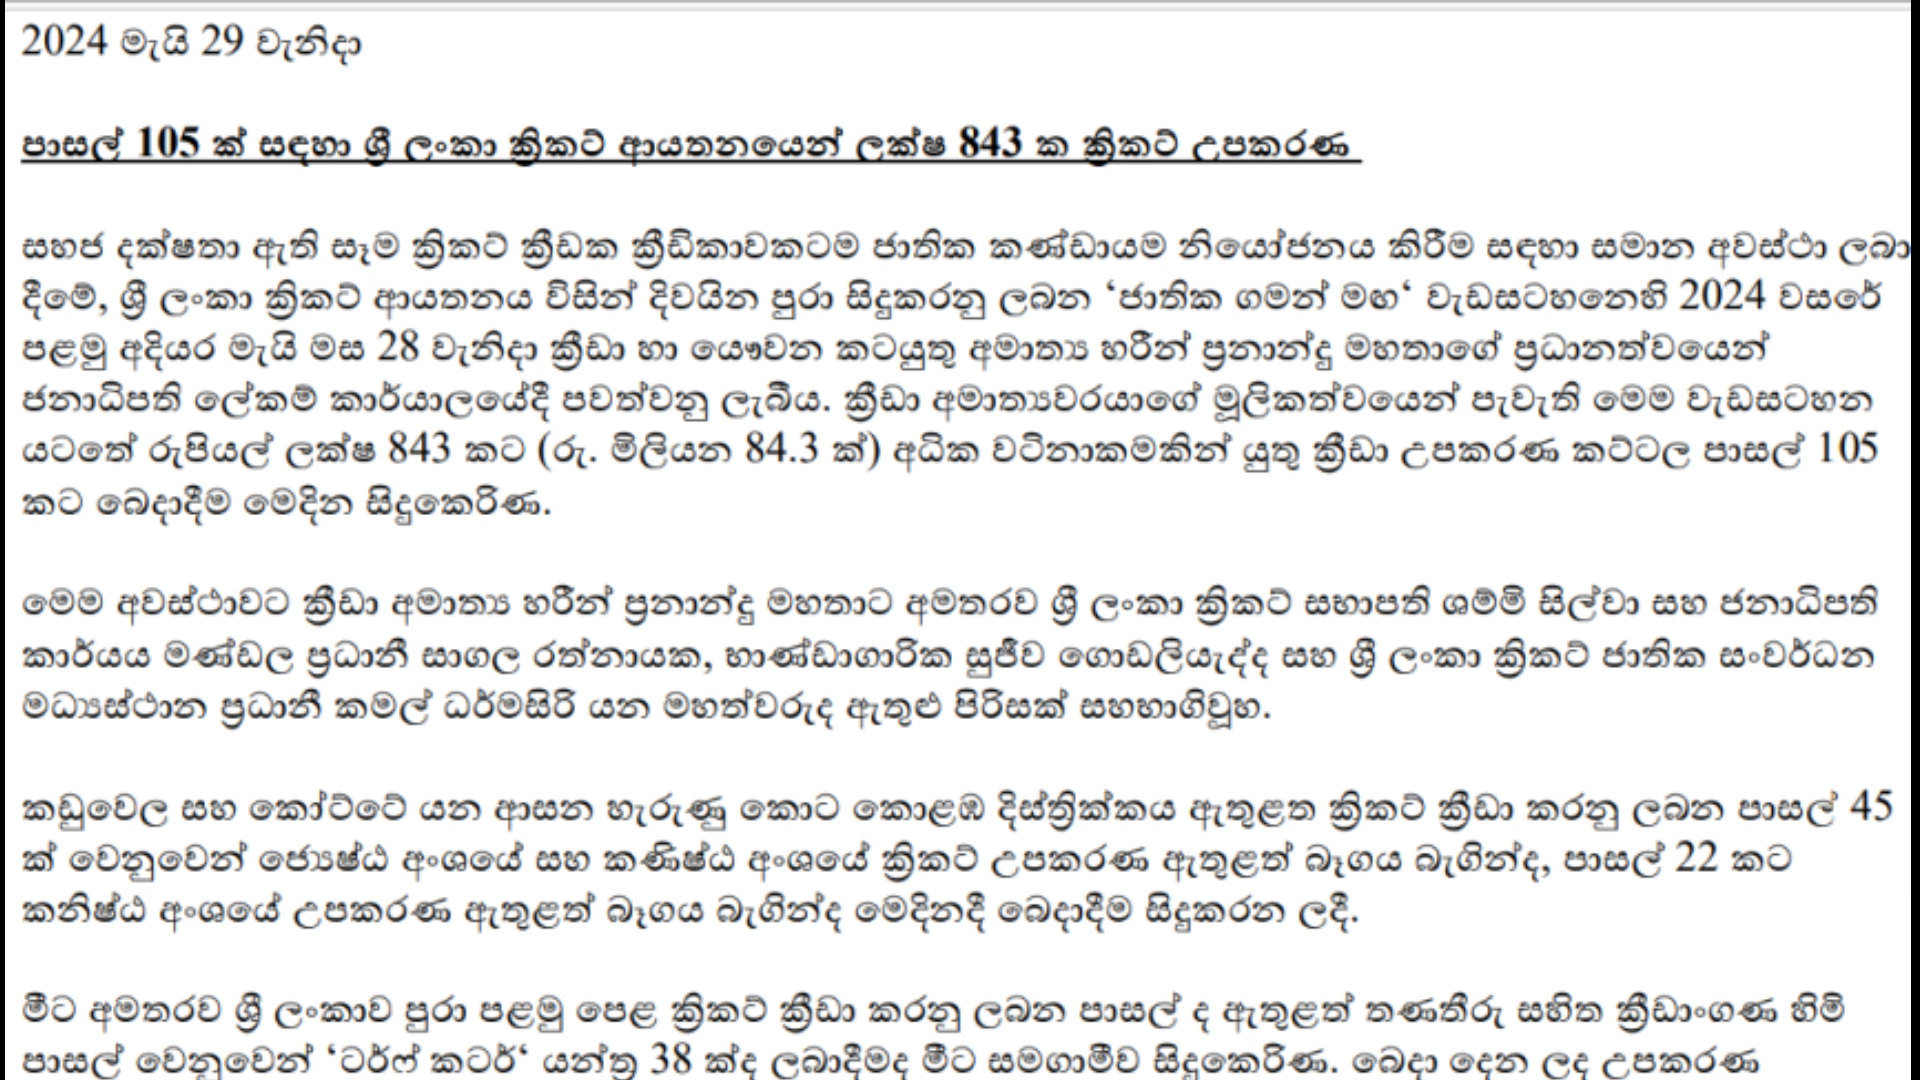 2024 මැයි 29 වැනිදා
පාසල් 105 ක් සඳහා ශ්‍රී ලංකා ක්‍රිකට් ආයතනයෙන් ලක්ෂ 843 ක ක්‍රිකට් උපකරණ
සහජ දක්ෂතා ඇති සෑම ක්‍රිකට් ක්‍රීඩක ක්‍රීඩිකාවකටම ජාතික කණ්ඩායම නියෝජනය කිරීම සඳහා සමාන අවස්ථා ලබා
දීමේ, ශ්‍රී ලංකා ක්‍රිකට් ආයතනය විසින් දිවයින පුරා සිදුකරනු ලබන ‘ජාතික ගමන් මඟ‘ වැඩසටහනෙහි 2024 වසරේ
පළමු අදියර මැයි මස 28 වැනිදා ක්‍රීඩා හා යෞවන කටයුතු අමාත්‍ය හරීන් ප්‍රනාන්දු මහතාගේ ප්‍රධානත්වයෙන්
ජනාධිපති ලේකම් කාර්යාලයේදී පවත්වනු ලැබීය. ක්‍රීඩා අමාත්‍යවරයාගේ මූලිකත්වයෙන් පැවැති මෙම වැඩසටහන
යටතේ රුපියල් ලක්ෂ 843 කට (රු. මිලියන 84.3 ක්) අධික වටිනාකමකින් යුතු ක්‍රීඩා උපකරණ කට්ටල පාසල් 105
කට බෙදාදීම මෙදින සිදුකෙරිණ.
මෙම අවස්ථාවට ක්‍රීඩා අමාත්‍ය හරීන් ප්‍රනාන්දු මහතාට අමතරව ශ්‍රී ලංකා ක්‍රිකට් සභාපති ශම්මි සිල්වා සහ ජනාධිපති
කාර්යය මණ්ඩල ප්‍රධානී සාගල රත්නායක, භාණ්ඩාගාරික සුජීව ගොඩලියැද්ද සහ ශ්‍රී ලංකා ක්‍රිකට් ජාතික සංවර්ධන
මධ්‍යස්ථාන ප්‍රධානී කමල් ධර්මසිරි යන මහත්වරුද ඇතුළු පිරිසක් සහභාගිවූහ.
කඩුවෙල සහ කෝට්ටේ යන ආසන හැරුණු කොට කොළඹ දිස්ත්‍රික්කය ඇතුළත ක්‍රිකට් ක්‍රීඩා කරනු ලබන පාසල් 45
ක් වෙනුවෙන් ජ්‍යෙෂ්ඨ අංශයේ සහ කණිෂ්ඨ අංශයේ ක්‍රිකට් උපකරණ ඇතුළත් බෑගය බැගින්ද, පාසල් 22 කට
කනිෂ්ඨ අංශයේ උපකරණ ඇතුළත් බෑගය බැගින්ද මෙදිනදී බෙදාදීම සිදුකරන ලදී.
මීට අමතරව ශ්‍රී ලංකාව පුරා පළමු පෙළ ක්‍රිකට් ක්‍රීඩා කරනු ලබන පාසල් ද ඇතුළත් තණතීරු සහිත ක්‍රීඩාංගණ හිමි
පාසල් වෙනුවෙන් ‘ටර්ෆ් කටර්‘ යන්ත්‍ර 38 ක්ද ලබාදීමද මීට සමගාමීව සිදුකෙරිණ. බෙදා දෙන ලද උපකරණ